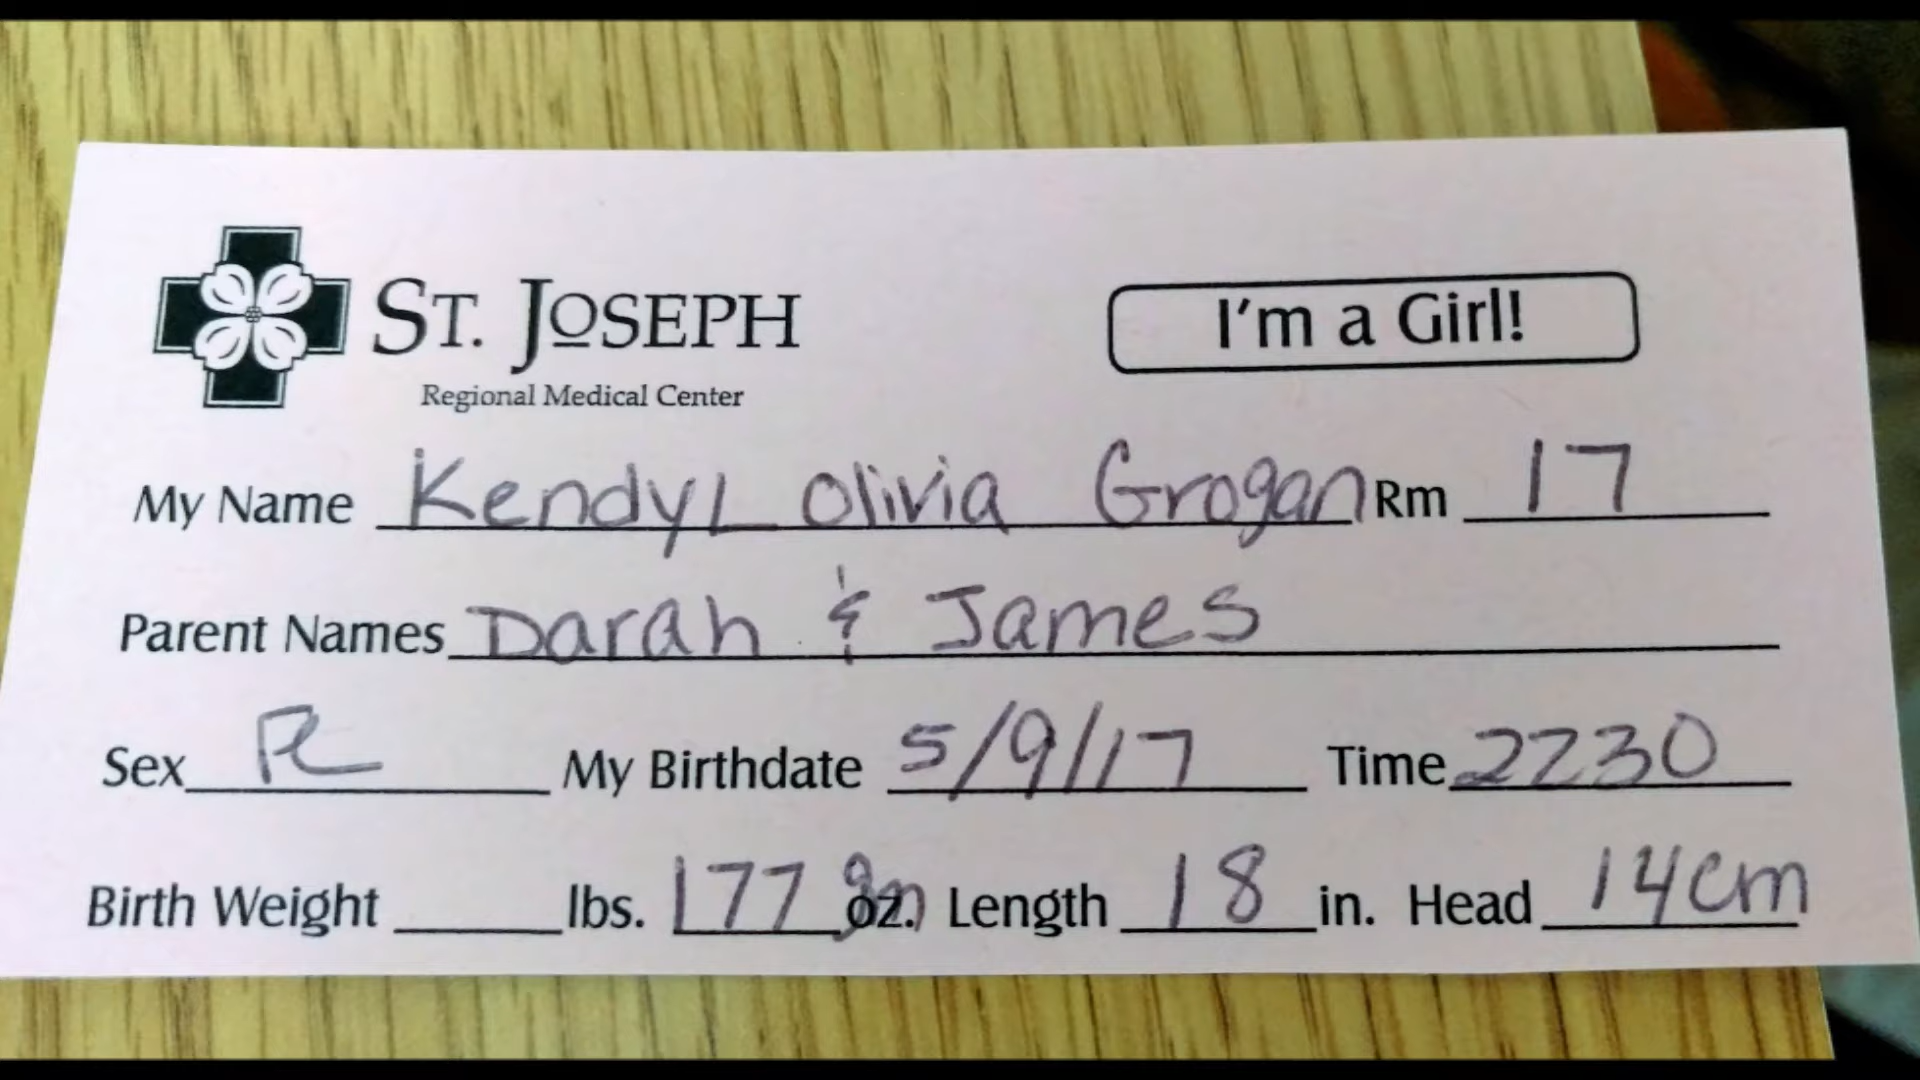 ST. JOSEPH
Regional Medical Center
I'm a Girl!
My Name KendyL Olivia Grogan Rm 17
Parent Names Darah & James
Sex My Birthdate 5/9/17 Time 2230
Birth Weight lbs. 177 gm oz. Length 18 in. Head 14cm